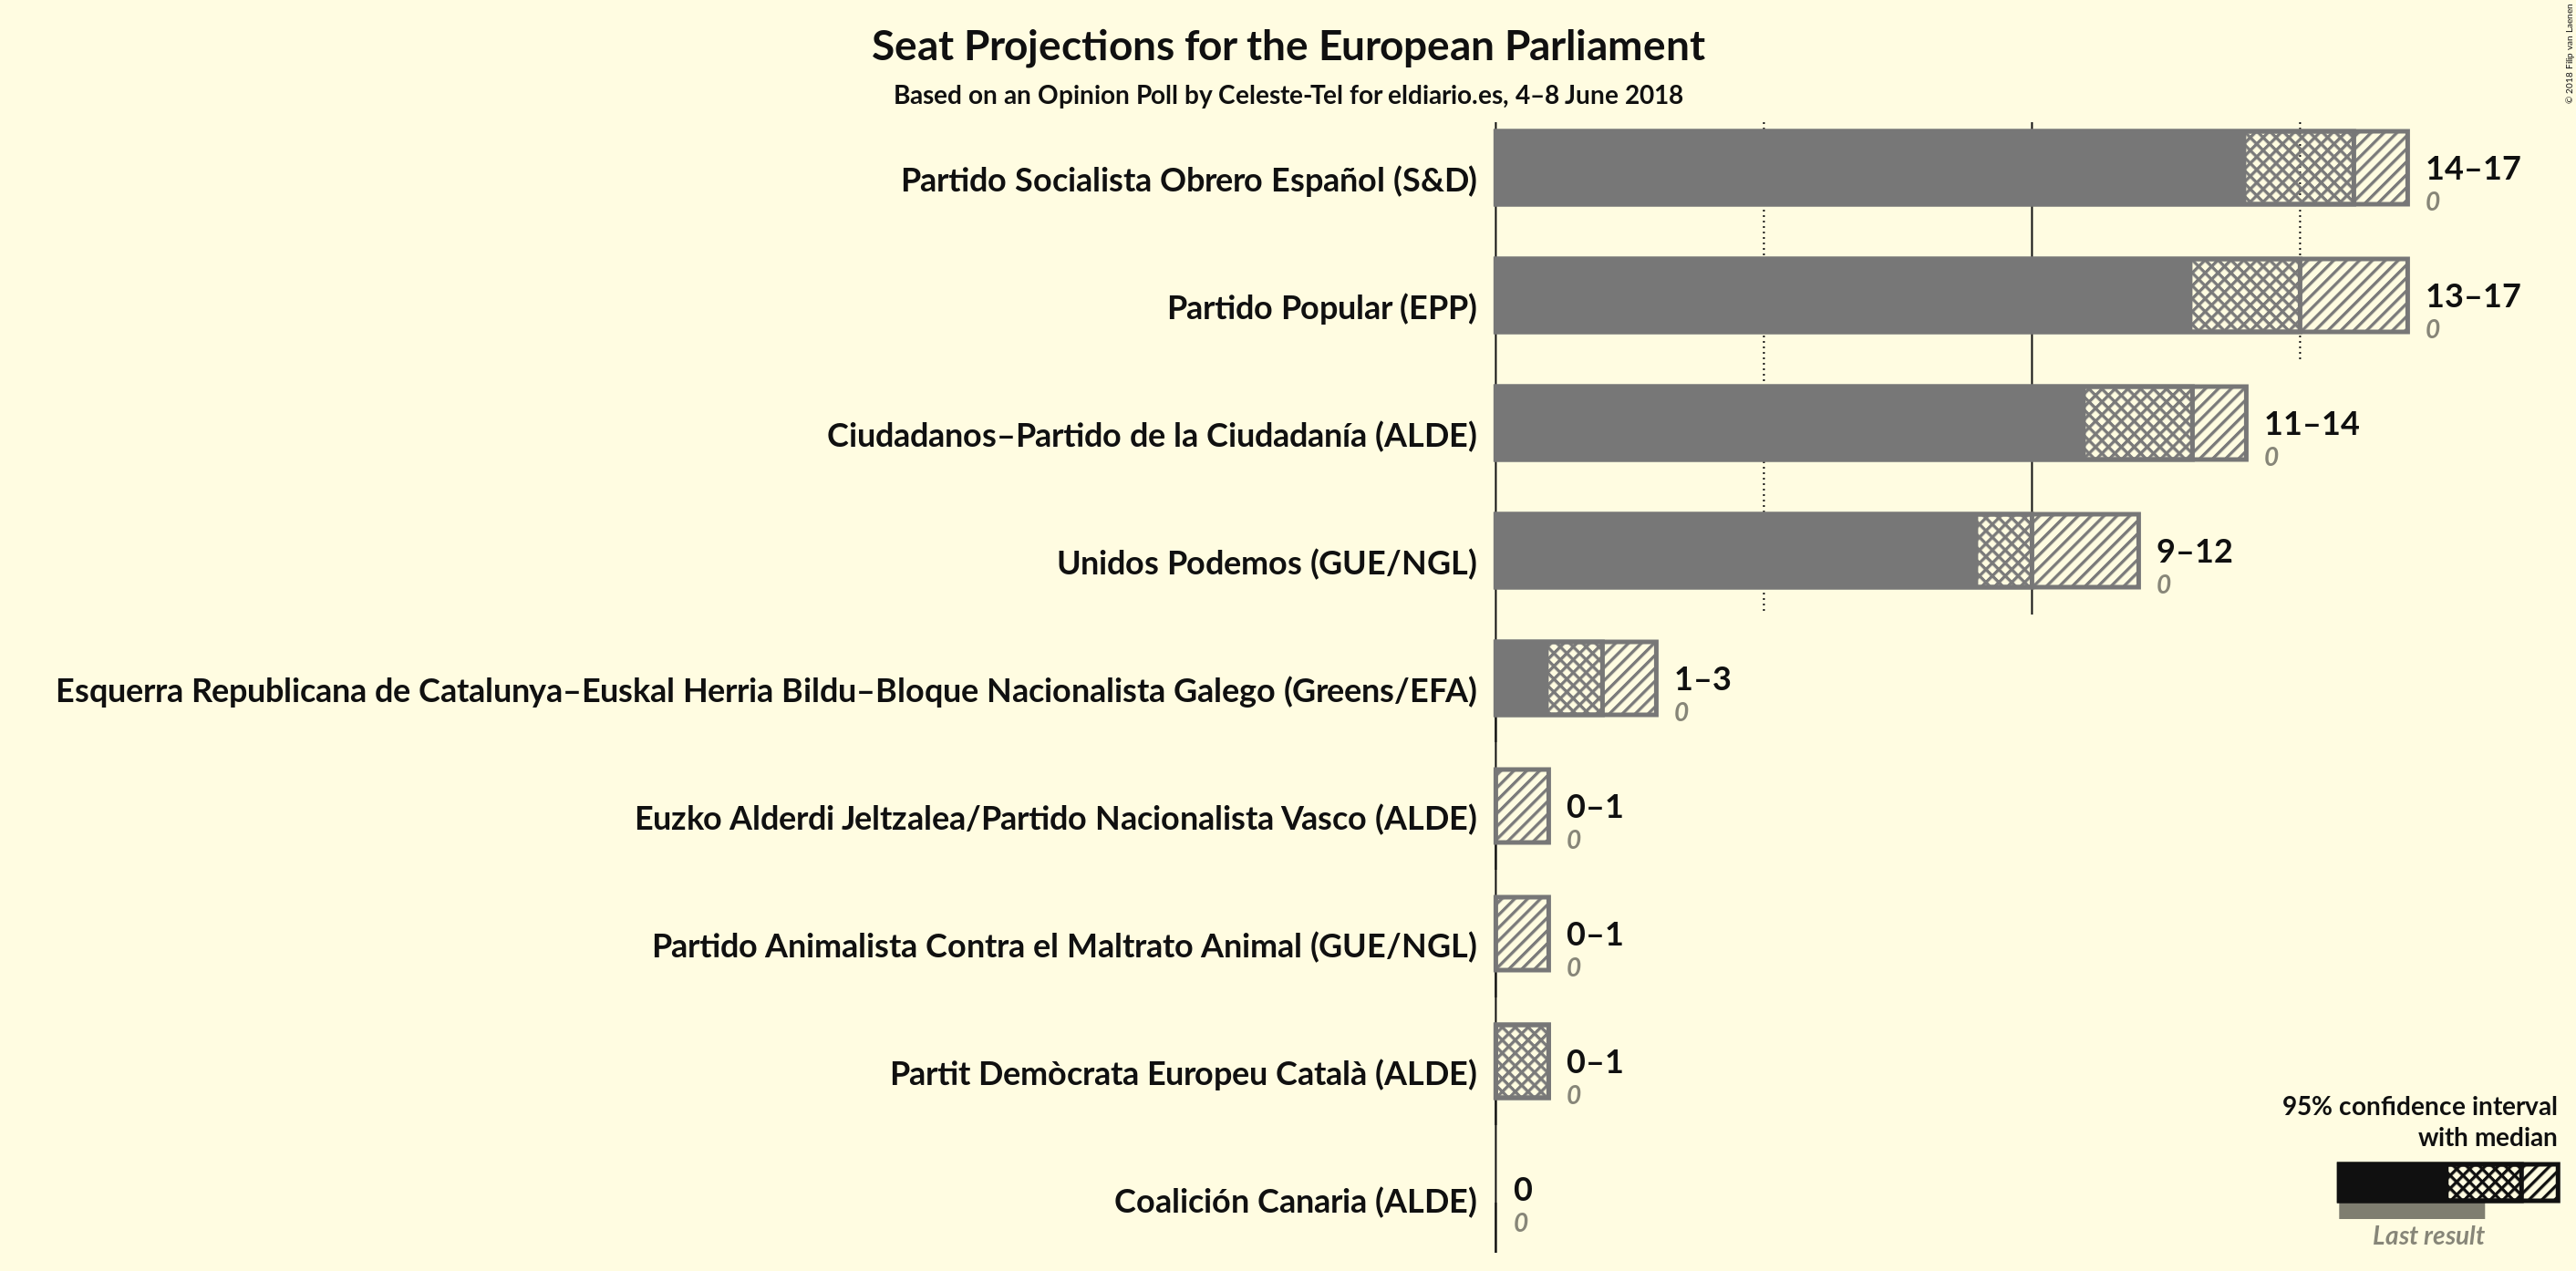 Seat Projections for the European Parliament
Based on an Opinion Poll by Celeste-Tel for eldiario.es, 4–8 June 2018
© 2018 Filip van Laenen
Partido Socialista Obrero Español (S&D)
14–17
0
Partido Popular (EPP)
13–17
0
Ciudadanos–Partido de la Ciudadanía (ALDE)
11–14
0
Unidos Podemos (GUE/NGL)
9–12
0
Esquerra Republicana de Catalunya–Euskal Herria Bildu–Bloque Nacionalista Galego (Greens/EFA)
1–3
0
Euzko Alderdi Jeltzalea/Partido Nacionalista Vasco (ALDE)
0–1
0
Partido Animalista Contra el Maltrato Animal (GUE/NGL)
0–1
0
Partit Demòcrata Europeu Català (ALDE)
0–1
0
Coalición Canaria (ALDE)
0
0
95% confidence interval
with median
Last result